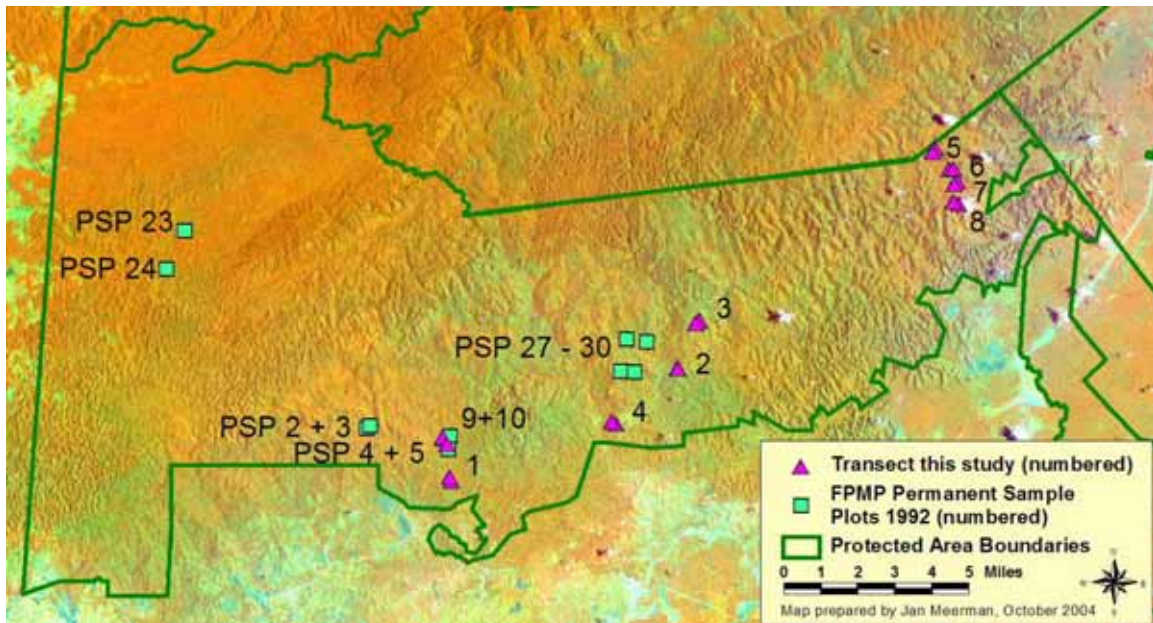 5
6
7
8
PSP 23
PSP 24
3
PSP 27 - 30
2
PSP 2 + 3
9+10
4
PSP 4 + 5
1
Transect this study (numbered)
FPMP Permanent Sample
Plots 1992 (numbered)
Protected Area Boundaries
0 1 2 3 4 5 Miles
Map prepared by Jan Meerman, October 2004